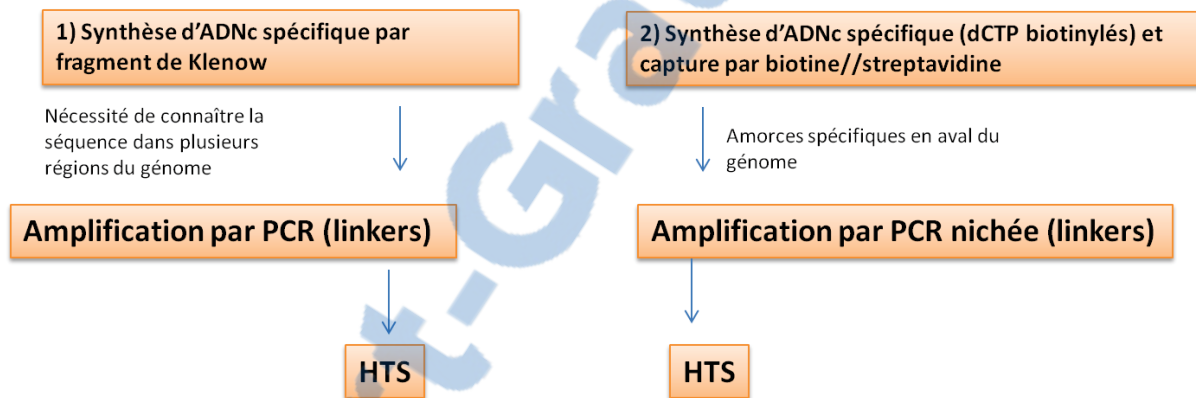 1) Synthèse d'ADNc spécifique par
fragment de Klenow
Nécessité de connaître la
séquence dans plusieurs
régions du génome
Amplification par PCR (linkers)
HTS
2) Synthèse d'ADNc spécifique (dCTP biotinylés) et
capture par biotine//streptavidine
Amorces spécifiques en aval du
génome
Amplification par PCR nichée (linkers)
HTS
t-Gra